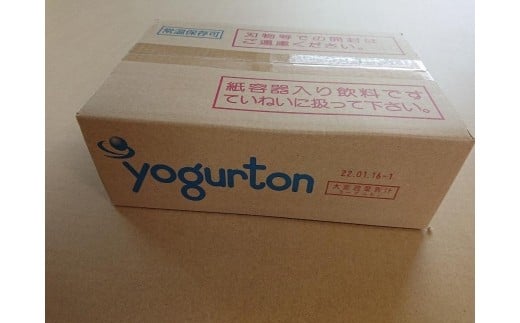 常温保存可
刃物等での開封は
ご遠慮ください。
紙容器入り飲料です
ていねいに扱って下さい。
yogurton
22.01.16-1